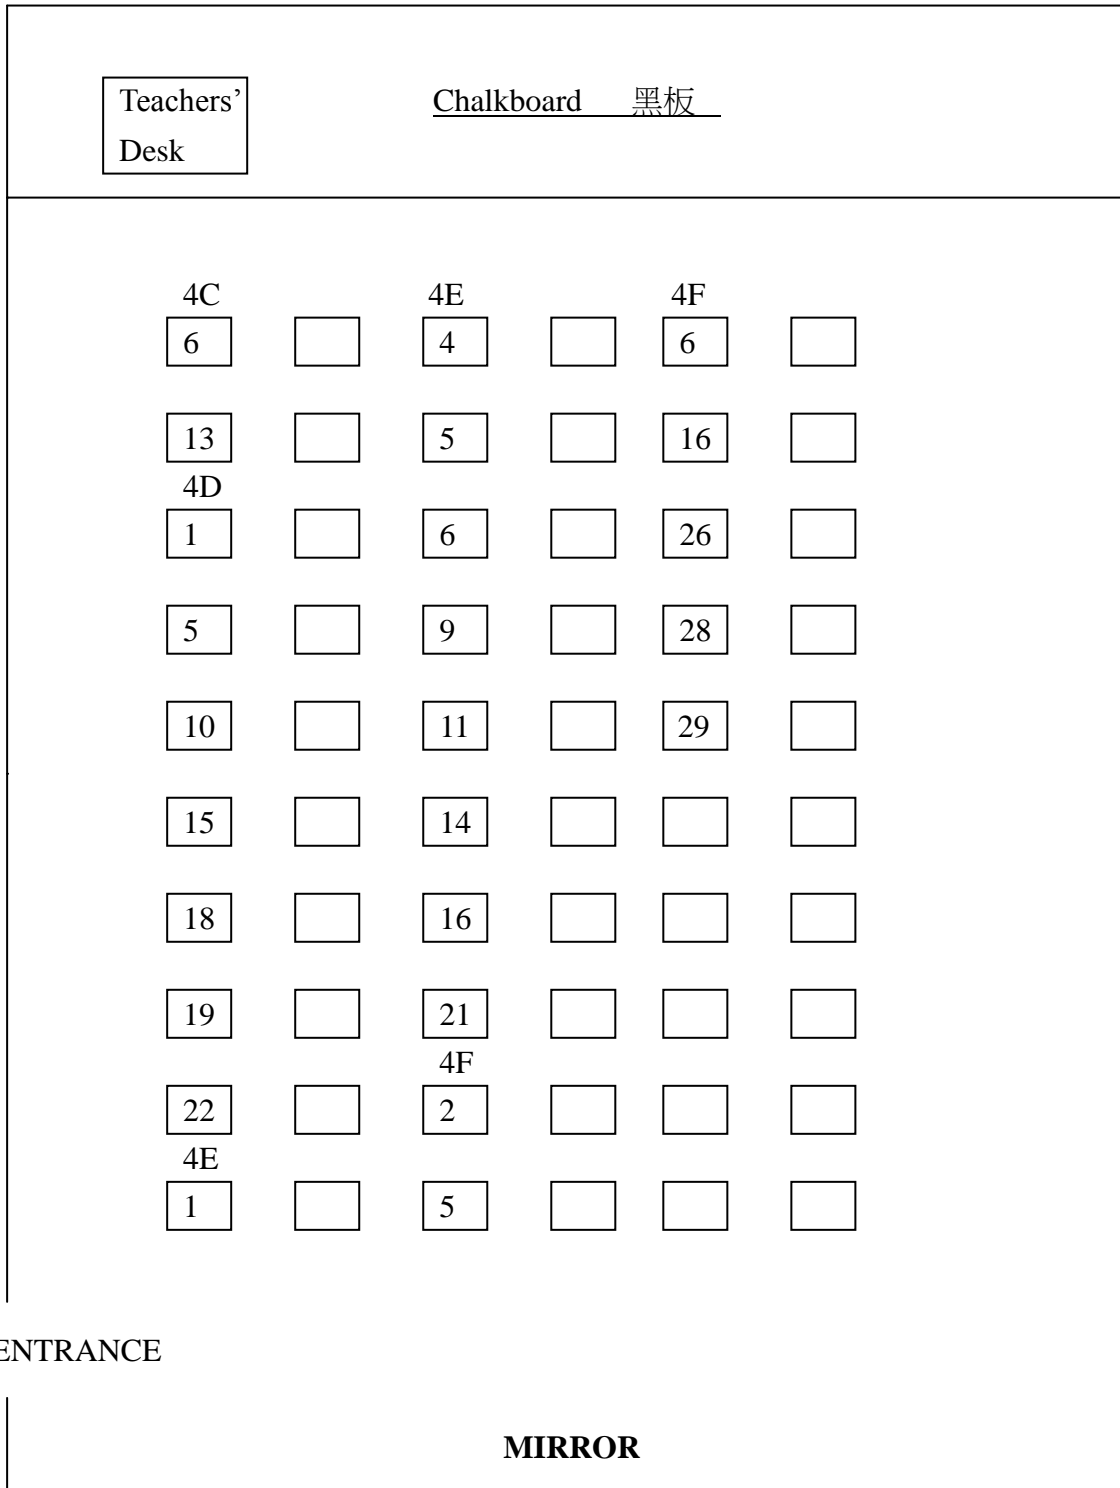 Teachers’
Desk
Chalkboard 黑板
4C 4E 4F
6 4 6
13 5 16
4D
1 6 26
5 9 28
10 11 29
15 14
18 16
19 21
4F
22 2
4E
1 5
ENTRANCE
MIRROR